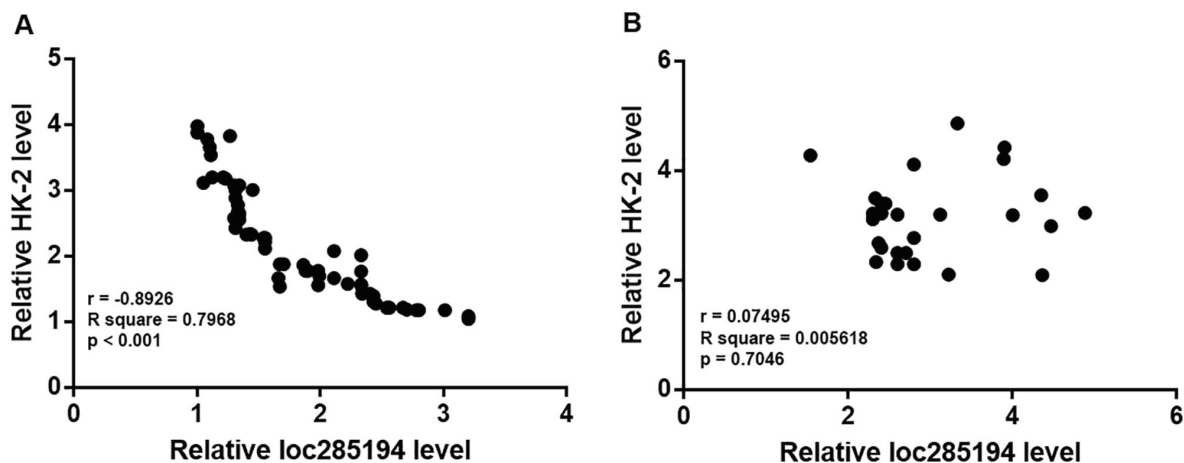 A
Relative HK-2 level
5
4
3
2
1
0
r = -0.8926
R square = 0.7968
p < 0.001
0 1 2 3 4
Relative loc285194 level
B
Relative HK-2 level
6
4
2
0
r = 0.07495
R square = 0.005618
p = 0.7046
0 2 4 6
Relative loc285194 level